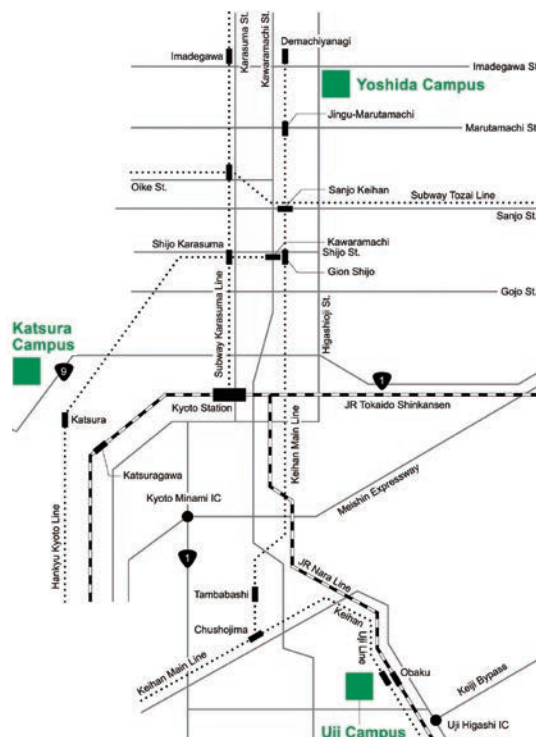 Karasuma St.
Kawaramachi St.
Imadegawa
Demachiyanagi
Imadegawa St
Yoshida Campus
Jingu-Marutamachi
Marutamachi St.
Oike St.
Sanjo Keihan
Subway Tozai Line
Sanjo St.
Shijo Karasuma
Kawaramachi
Shijo St.
Gion Shijo
Subway Karasuma Line
Higashioji St.
Gojo St.
Katsura
Campus
9
1
Kyoto Station
JR Tokaido Shinkansen
Katsura
Katsuragawa
Keihan Main Line
Meishin Expressway
Kyoto Minami IC
Hankyu Kyoto Line
1
JR Nara Line
Tambabashi
Chushojima
Keihan
Uji Line
Keihan Main Line
Obaku
Keiji Bypass
Uji Higashi IC
Uji Campus